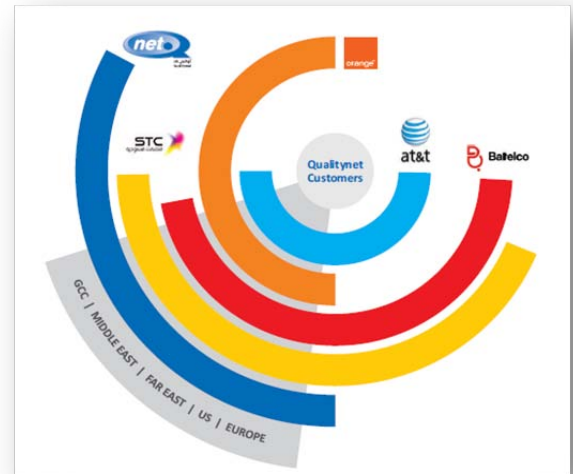 net
orange
STC
at&t
Batelco
Qualitynet
Customers
GCC | MIDDLE EAST | FAR EAST | US | EUROPE